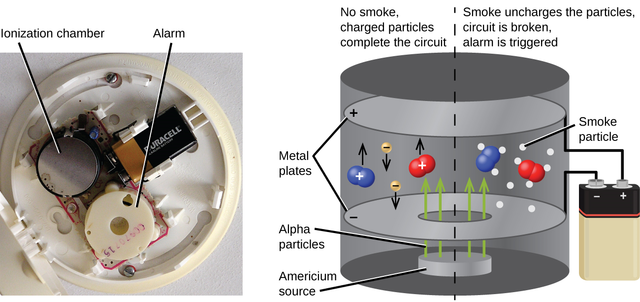 Ionization chamber
Alarm
DURACELL
No smoke,
charged particles
complete the circuit
Smoke uncharges the particles,
circuit is broken,
alarm is triggered
+
Smoke
particle
Metal
plates
+
+
−
−
−
− +
Alpha
particles
Americium
source